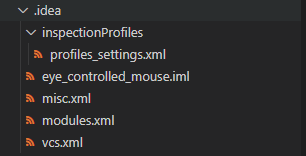 .idea
inspectionProfiles
profiles_settings.xml
eye_controlled_mouse.iml
misc.xml
modules.xml
vcs.xml